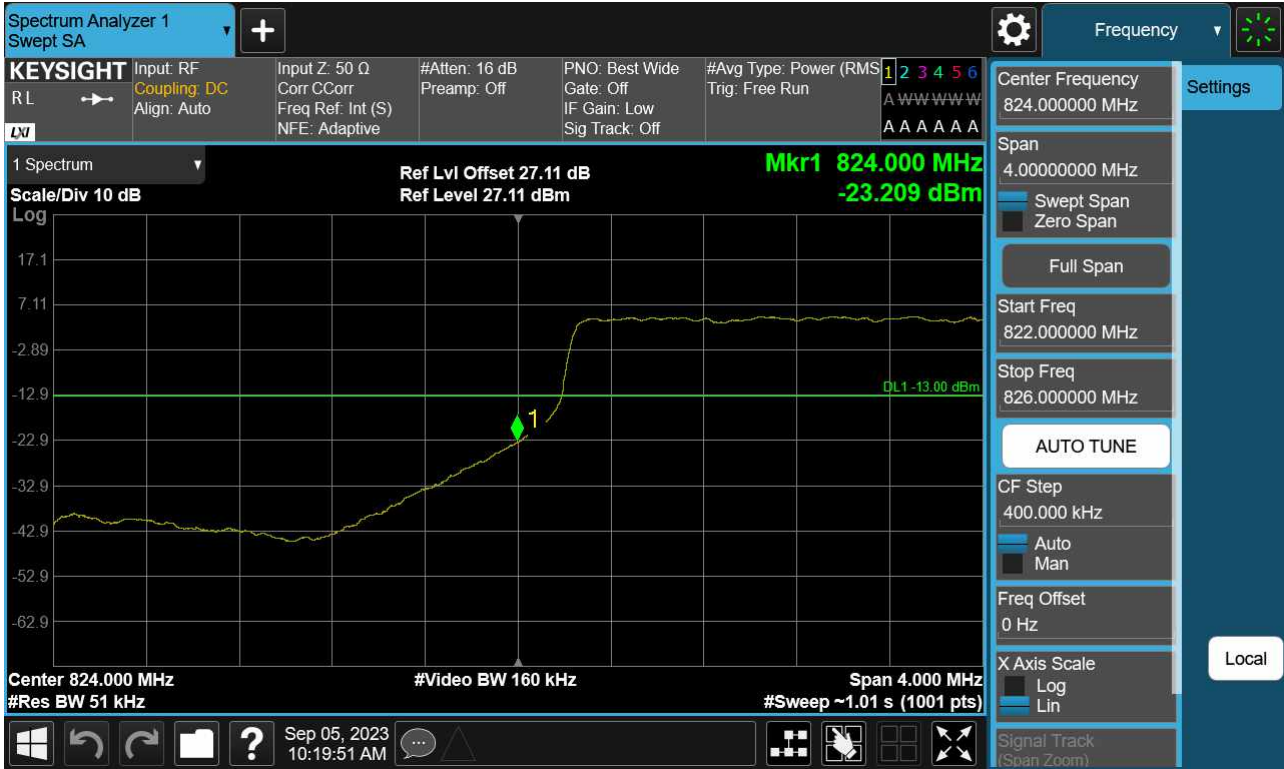 Spectrum Analyzer 1
Swept SA
+
Frequency
KEYSIGHT
RL
LXI
Input: RF
Coupling: DC
Align: Auto
Input Z: 50 Ω
Corr CCorr
Freq Ref: Int (S)
NFE: Adaptive
#Atten: 16 dB
Preamp: Off
PNO: Best Wide
Gate: Off
IF Gain: Low
Sig Track: Off
#Avg Type: Power (RMS
Trig: Free Run
1 2 3 4 5 6
A W W W W W
A A A A A A
1 Spectrum
Scale/Div 10 dB
Log
Ref Lvl Offset 27.11 dB
Ref Level 27.11 dBm
Mkr1 824.000 MHz
-23.209 dBm
17.1
7.11
-2.89
-12.9
-22.9
-32.9
-42.9
-52.9
-62.9
DL1 -13.00 dBm
1
Center 824.000 MHz
#Res BW 51 kHz
#Video BW 160 kHz
Span 4.000 MHz
#Sweep ~1.01 s (1001 pts)
Center Frequency
824.000000 MHz
Span
4.00000000 MHz
Swept Span
Zero Span
Full Span
Start Freq
822.000000 MHz
Stop Freq
826.000000 MHz
AUTO TUNE
CF Step
400.000 kHz
Auto
Man
Freq Offset
0 Hz
X Axis Scale
Log
Lin
Signal Track
(Span Zoom)
Settings
Local
?
Sep 05, 2023
10:19:51 AM